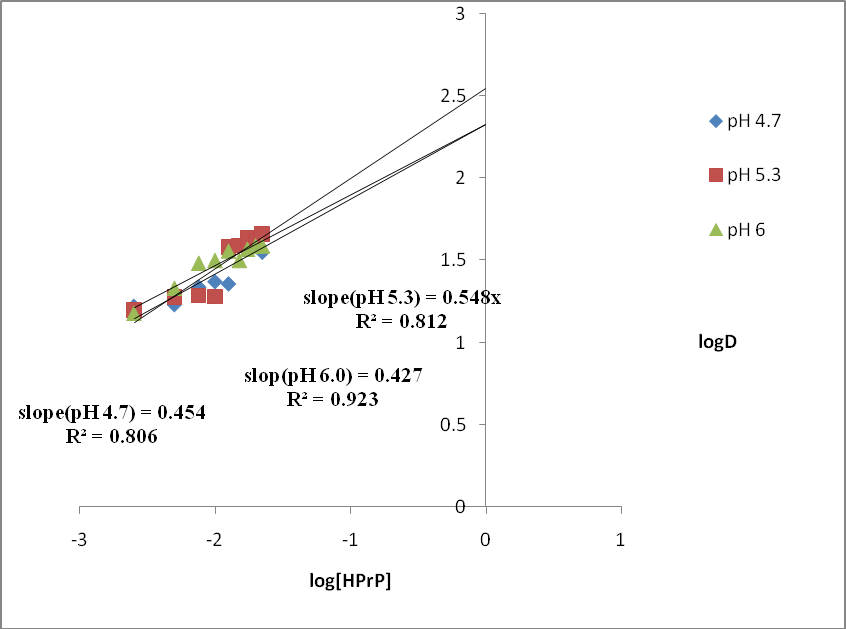 3
2.5
2
1.5
1
0.5
0
-3
-2
-1
0
1
pH 4.7
pH 5.3
pH 6
slope(pH 5.3) = 0.548x
R² = 0.812
slop(pH 6.0) = 0.427
R² = 0.923
slope(pH 4.7) = 0.454
R² = 0.806
logD
log[HPrP]